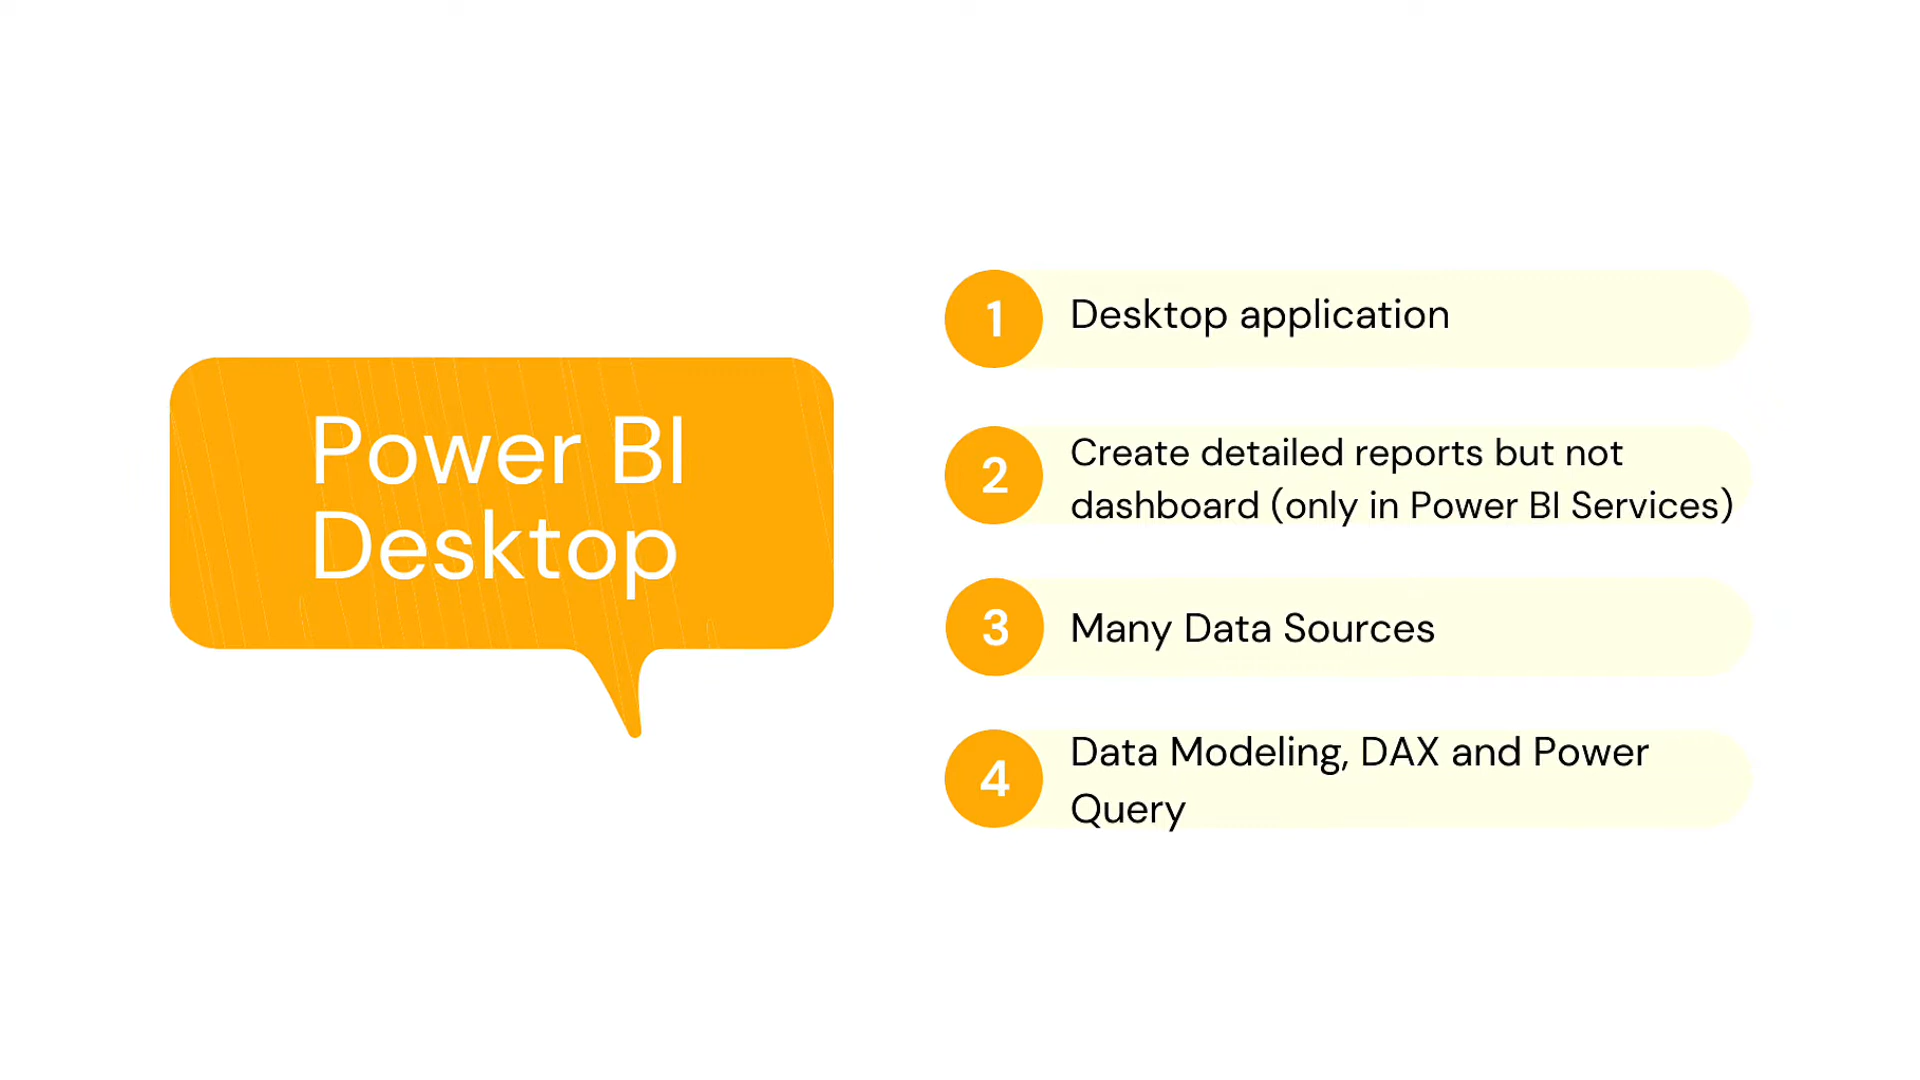 Power BI
Desktop
1
Desktop application
2
Create detailed reports but not
dashboard (only in Power BI Services)
3
Many Data Sources
4
Data Modeling, DAX and Power
Query